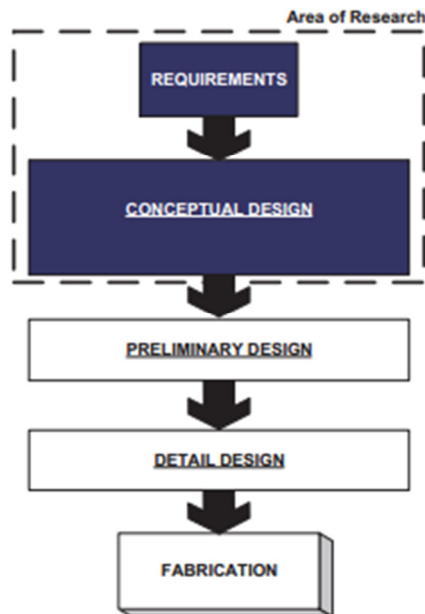 Area of Research
REQUIREMENTS
CONCEPTUAL DESIGN
PRELIMINARY DESIGN
DETAIL DESIGN
FABRICATION